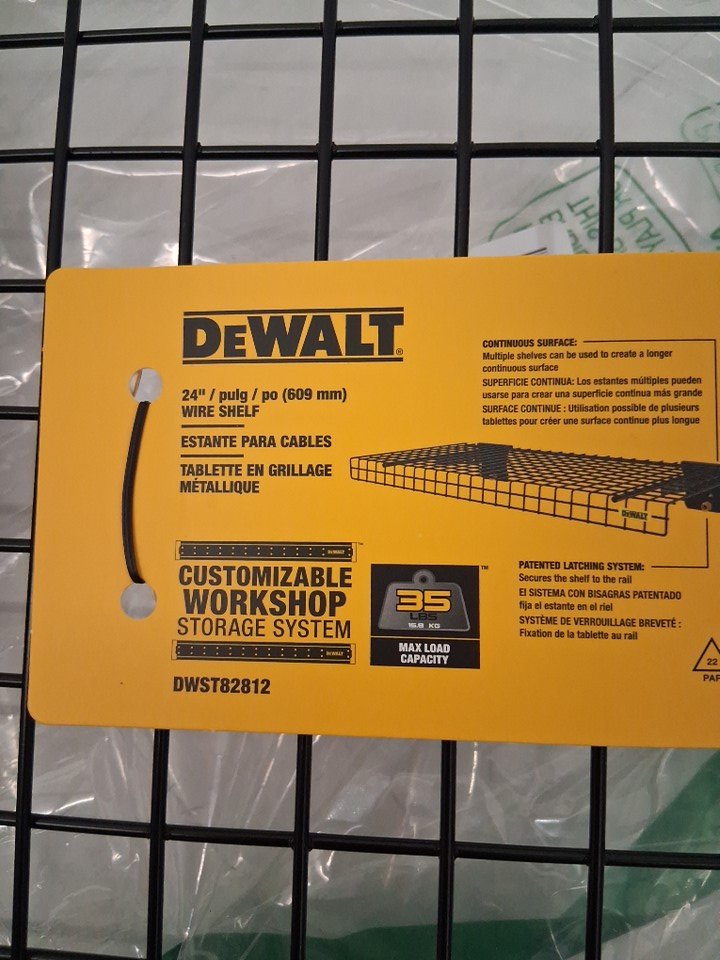 DEWALT®
24" / pulg / po (609 mm)
WIRE SHELF
ESTANTE PARA CABLES
TABLETTE EN GRILLAGE
MÉTALLIQUE
CONTINUOUS SURFACE:
Multiple shelves can be used to create a longer
continuous surface
SUPERFICIE CONTINUA: Los estantes múltiples pueden
usarse para crear una superficie continua más grande
SURFACE CONTINUE : Utilisation possible de plusieurs
tablettes pour créer une surface continue plus longue
DEWALT
PATENTED LATCHING SYSTEM:
Secures the shelf to the rail
El SISTEMA CON BISAGRAS PATENTADO
fija el estante en el riel
SYSTÈME DE VERROUILLAGE BREVETÉ :
Fixation de la tablette au rail
DEWALT
CUSTOMIZABLE
WORKSHOP
STORAGE SYSTEM
DEWALT
35
LBS
15.8 KG
™
MAX LOAD
CAPACITY
DWST82812
22
PAP